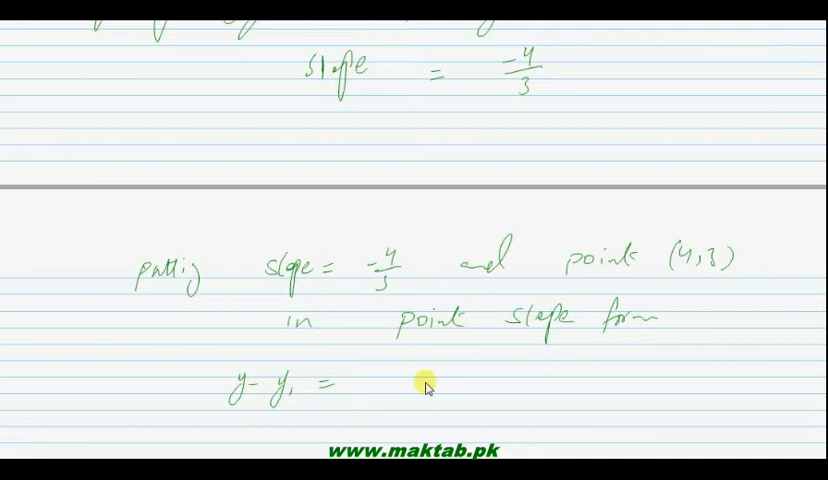 slope = -4/3
putting slope = -4/3 and point (4,3)
in point slope form
y - y₁ =
www.maktab.pk